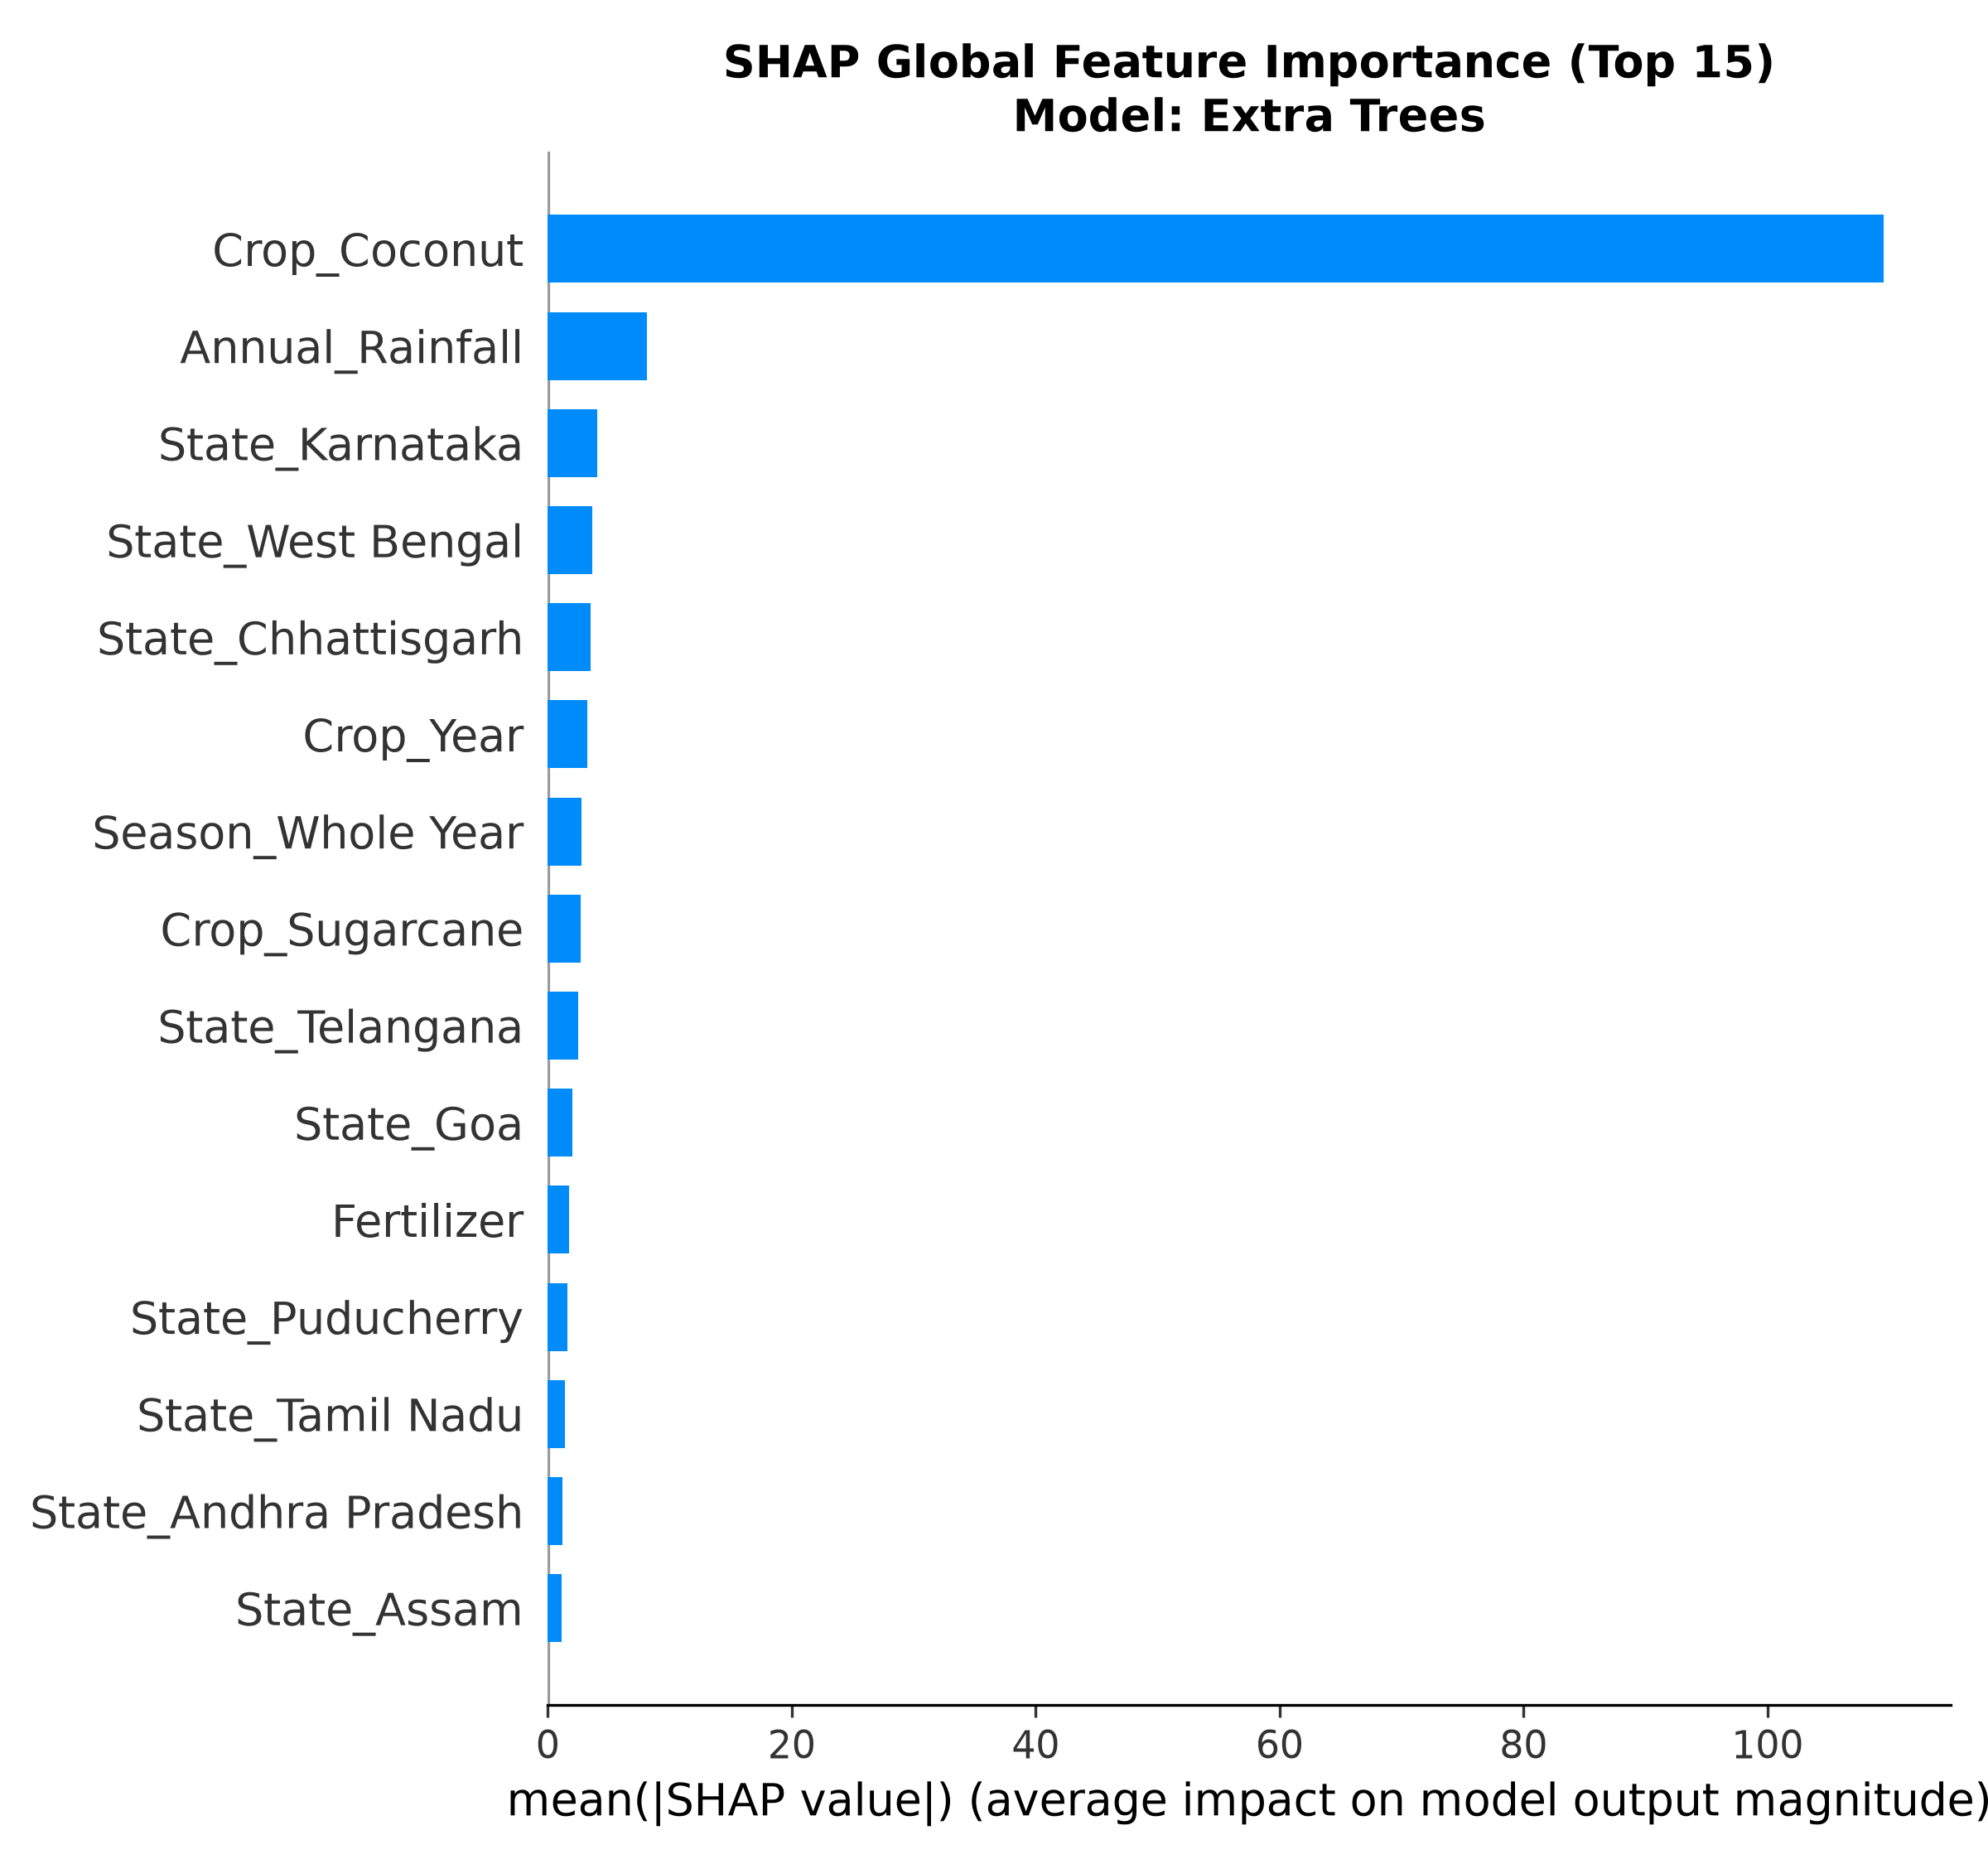 SHAP Global Feature Importance (Top 15)
Model: Extra Trees
Crop_Coconut
Annual_Rainfall
State_Karnataka
State_West Bengal
State_Chhattisgarh
Crop_Year
Season_Whole Year
Crop_Sugarcane
State_Telangana
State_Goa
Fertilizer
State_Puducherry
State_Tamil Nadu
State_Andhra Pradesh
State_Assam
0 20 40 60 80 100
mean(|SHAP value|) (average impact on model output magnitude)